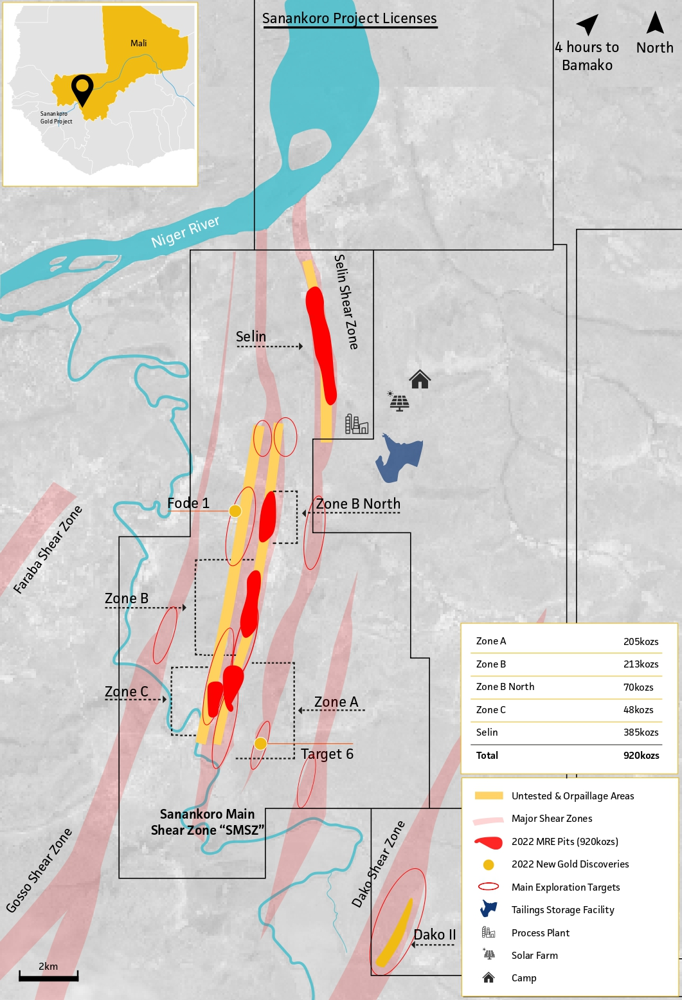 Sanankoro Project Licenses
4 hours to
Bamako
North
Mali
Sanankoro
Gold Project
Niger River
Selin Shear Zone
Selin
Fode 1
Zone B North
Faraba Shear Zone
Zone B
Zone C
Zone A
Target 6
Sanankoro Main
Shear Zone “SMSZ”
Gosso Shear Zone
Dako Shear Zone
Dako II
2km
Zone A 205kozs
Zone B 213kozs
Zone B North 70kozs
Zone C 48kozs
Selin 385kozs
Total 920kozs
Untested & Orpaillage Areas
Major Shear Zones
2022 MRE Pits (920kozs)
2022 New Gold Discoveries
Main Exploration Targets
Tailings Storage Facility
Process Plant
Solar Farm
Camp